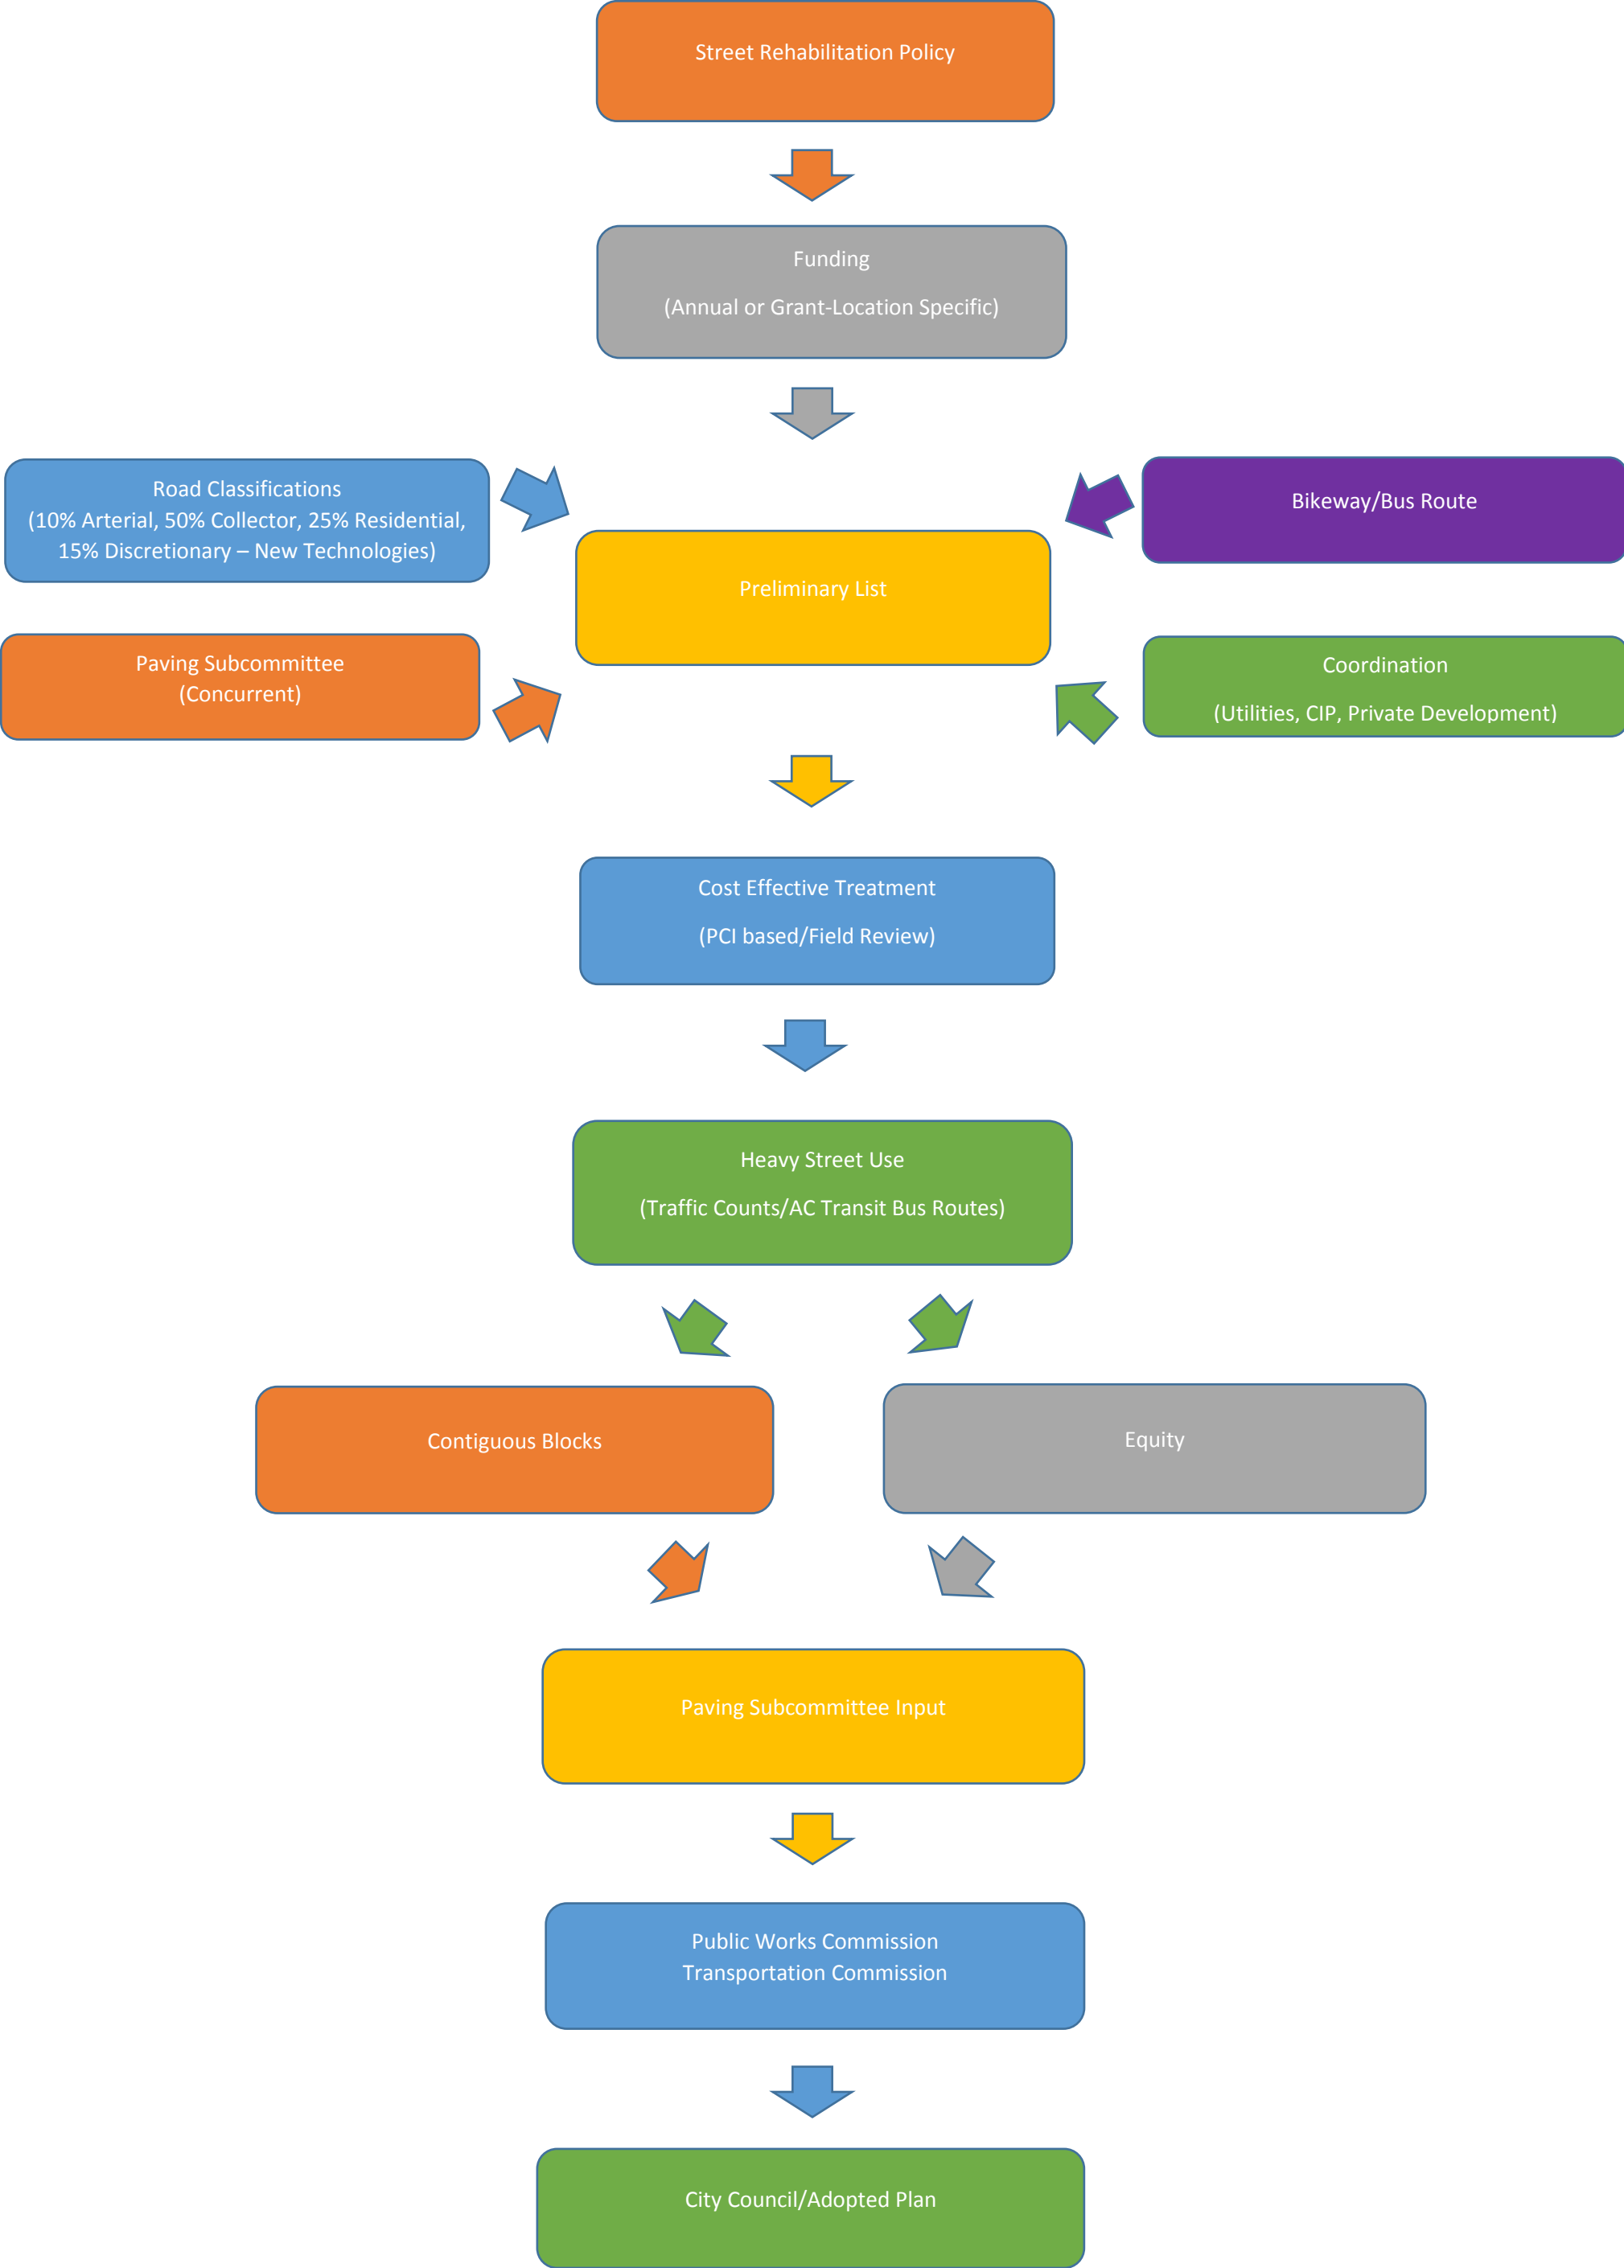 Street Rehabilitation Policy
Funding
(Annual or Grant-Location Specific)
Road Classifications
(10% Arterial, 50% Collector, 25% Residential,
15% Discretionary – New Technologies)
Bikeway/Bus Route
Preliminary List
Paving Subcommittee
(Concurrent)
Coordination
(Utilities, CIP, Private Development)
Cost Effective Treatment
(PCI based/Field Review)
Heavy Street Use
(Traffic Counts/AC Transit Bus Routes)
Contiguous Blocks
Equity
Paving Subcommittee Input
Public Works Commission
Transportation Commission
City Council/Adopted Plan